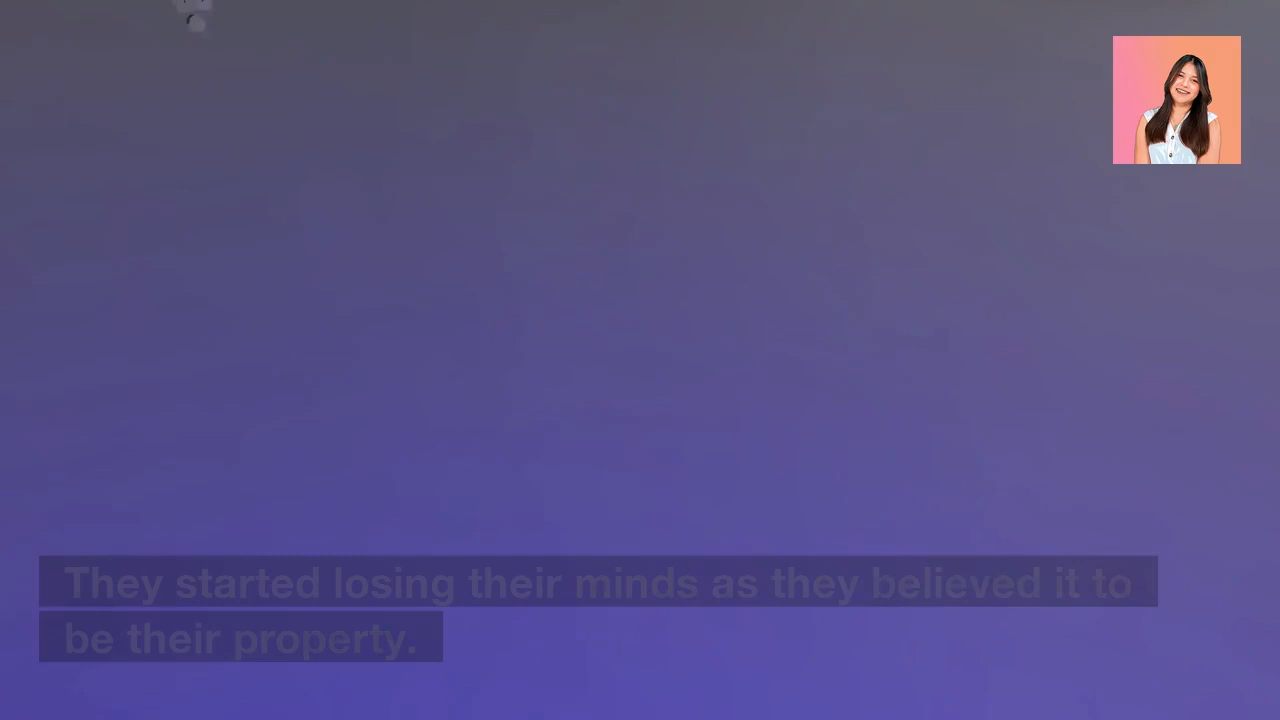 They started losing their minds as they believed it to
be their property.